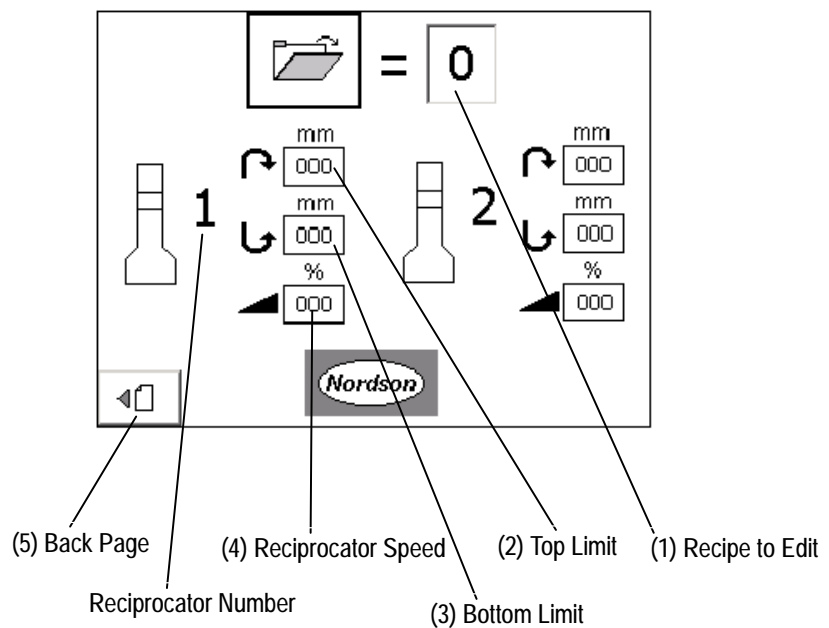 = 0
mm mm
000 000
1 mm 2 mm
000 000
% %
000 000
Nordson
(5) Back Page (4) Reciprocator Speed (2) Top Limit (1) Recipe to Edit
Reciprocator Number (3) Bottom Limit